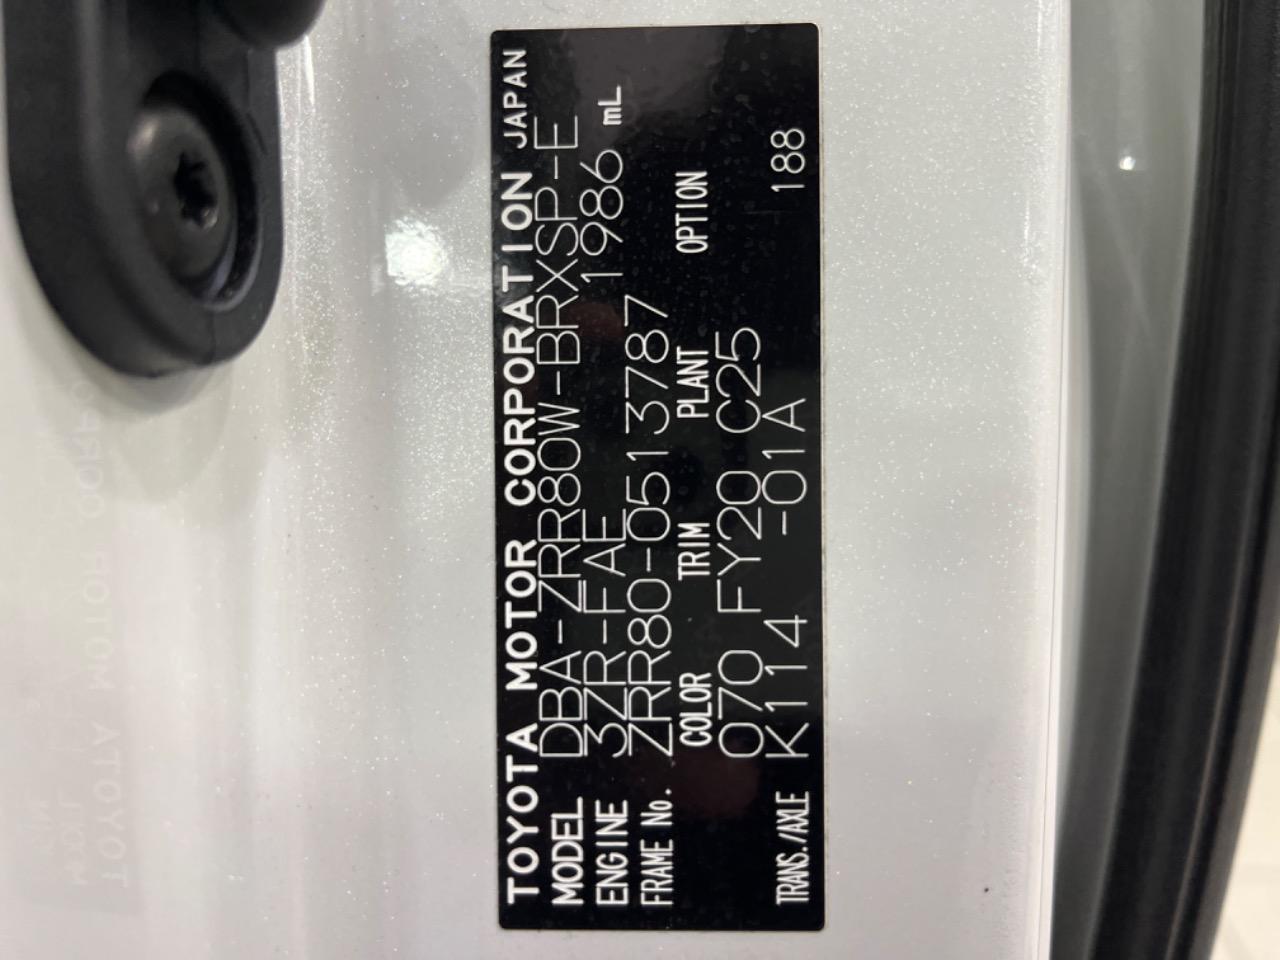 TOYOTA MOTOR CORPORATION JAPAN
MODEL DBA-ZRR80W-BRXSP-E
ENGINE 3ZR-FAE 1986 mL
FRAME No. ZRR80-0513787
COLOR TRIM PLANT OPTION
070 FY20 C25
TRANS./AXLE K114 -01A 188